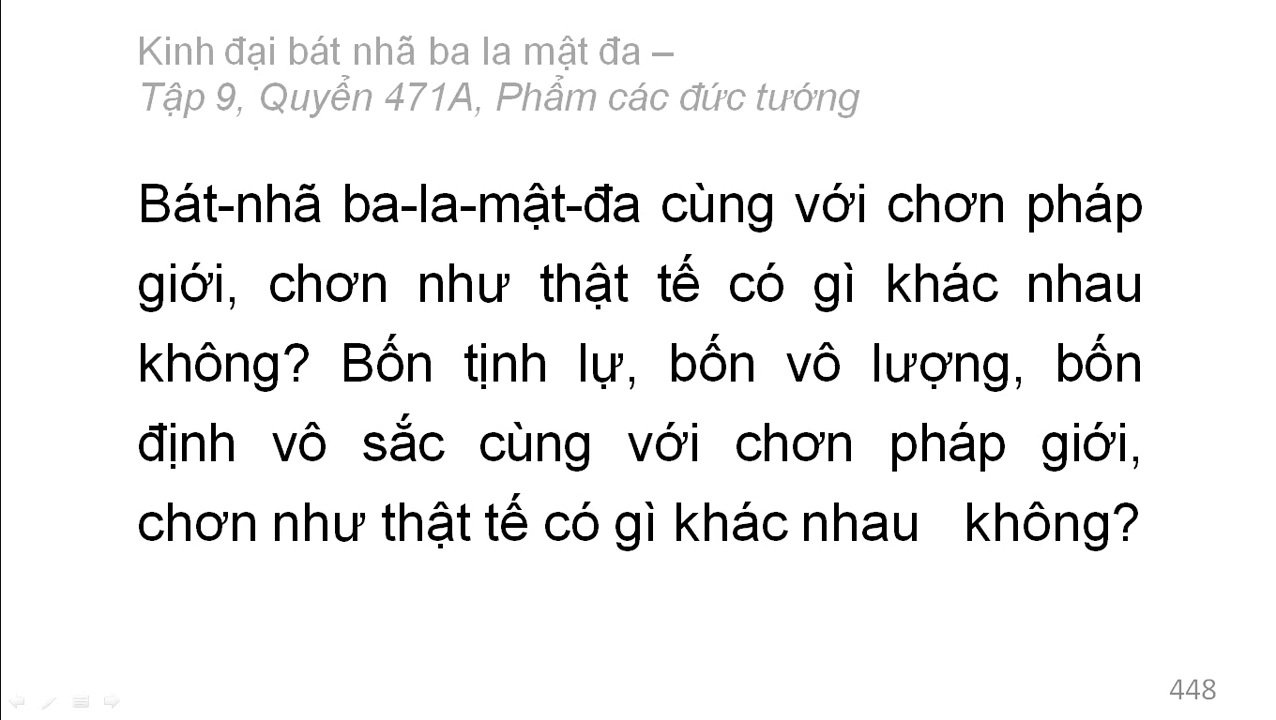 Kinh đại bát nhã ba la mật đa –
Tập 9, Quyển 471A, Phẩm các đức tướng
Bát-nhã ba-la-mật-đa cùng với chơn pháp
giới, chơn như thật tế có gì khác nhau
không? Bốn tịnh lự, bốn vô lượng, bốn
định vô sắc cùng với chơn pháp giới,
chơn như thật tế có gì khác nhau không?
448